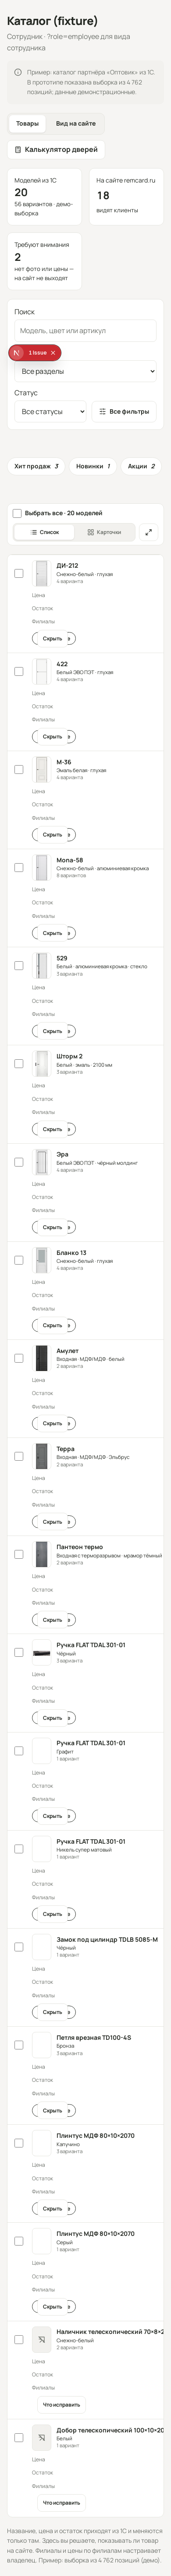 Каталог (fixture)
Сотрудник · ?role=employee для вида
сотрудника
Пример: каталог партнёра «Оптовик» из 1С.
В прототипе показана выборка из 4 762
позиций; данные демонстрационные.
Товары Вид на сайте
Калькулятор дверей
Моделей из 1С
20
56 вариантов · демо-
выборка
На сайте remcard.ru
18
видят клиенты
Требуют внимания
2
нет фото или цены —
на сайт не выходят
Поиск
Модель, цвет или артикул
1 Issue
Все разделы
Статус
Все статусы
Все фильтры
Хит продаж 3
Новинки 1
Акции 2
Выбрать все · 20 моделей
Список Карточки
ДИ-212
Снежно-белый · глухая
4 варианта
Цена
Остаток
Филиалы
Скрыть
422
Белый ЭВОПЭТ · глухая
4 варианта
Цена
Остаток
Филиалы
Скрыть
М-36
Эмаль белая · глухая
4 варианта
Цена
Остаток
Филиалы
Скрыть
Мопа-58
Снежно-белый · алюминиевая кромка
8 вариантов
Цена
Остаток
Филиалы
Скрыть
529
Белый · алюминиевая кромка · стекло
3 варианта
Цена
Остаток
Филиалы
Скрыть
Шторм 2
Белый · эмаль · 2100 мм
3 варианта
Цена
Остаток
Филиалы
Скрыть
Эра
Белый ЭВО ПЭТ · чёрный молдинг
4 варианта
Цена
Остаток
Филиалы
Скрыть
Бланко 13
Снежно-белый · глухая
4 варианта
Цена
Остаток
Филиалы
Скрыть
Амулет
Входная · МДФ/МДФ · белый
2 варианта
Цена
Остаток
Филиалы
Скрыть
Терра
Входная · МДФ/МДФ · Эльбрус
2 варианта
Цена
Остаток
Филиалы
Скрыть
Пантеон термо
Входная с терморазрывом · мрамор тёмный
2 варианта
Цена
Остаток
Филиалы
Скрыть
Ручка FLAT TDAL 301-01
Чёрный
3 варианта
Цена
Остаток
Филиалы
Скрыть
Ручка FLAT TDAL 301-01
Графит
1 вариант
Цена
Остаток
Филиалы
Скрыть
Ручка FLAT TDAL 301-01
Никель супер матовый
1 вариант
Цена
Остаток
Филиалы
Скрыть
Замок под цилиндр TDLB 5085-M
Чёрный
1 вариант
Цена
Остаток
Филиалы
Скрыть
Петля врезная TD100-4S
Бронза
3 варианта
Цена
Остаток
Филиалы
Скрыть
Плинтус МДФ 80×10×2070
Капучино
3 варианта
Цена
Остаток
Филиалы
Скрыть
Плинтус МДФ 80×10×2070
Серый
1 вариант
Цена
Остаток
Филиалы
Скрыть
Наличник телескопический 70×8×2
Снежно-белый
2 варианта
Цена
Остаток
Филиалы
Что исправить
Добор телескопический 100×10×20
Белый
1 вариант
Цена
Остаток
Филиалы
Что исправить
Название, цена и остаток приходят из 1С и меняются
только там. Здесь вы решаете, показывать ли товар
на сайте. Филиалы и цены по филиалам настраивает
владелец. Пример: выборка из 4 762 позиций (демо).